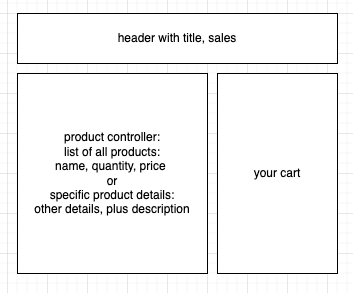 header with title, sales
product controller:
list of all products:
name, quantity, price
or
specific product details:
other details, plus description
your cart